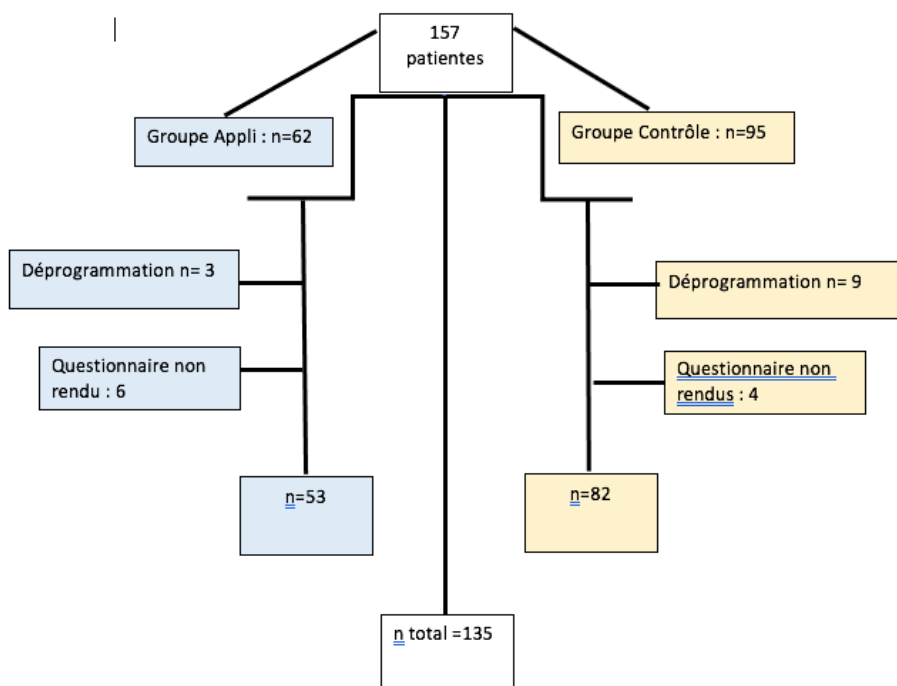 157
patientes
Groupe Appli : n=62
Groupe Contrôle : n=95
Déprogrammation n= 3
Déprogrammation n= 9
Questionnaire non
rendu : 6
Questionnaire non
rendus : 4
n=53
n=82
n total =135